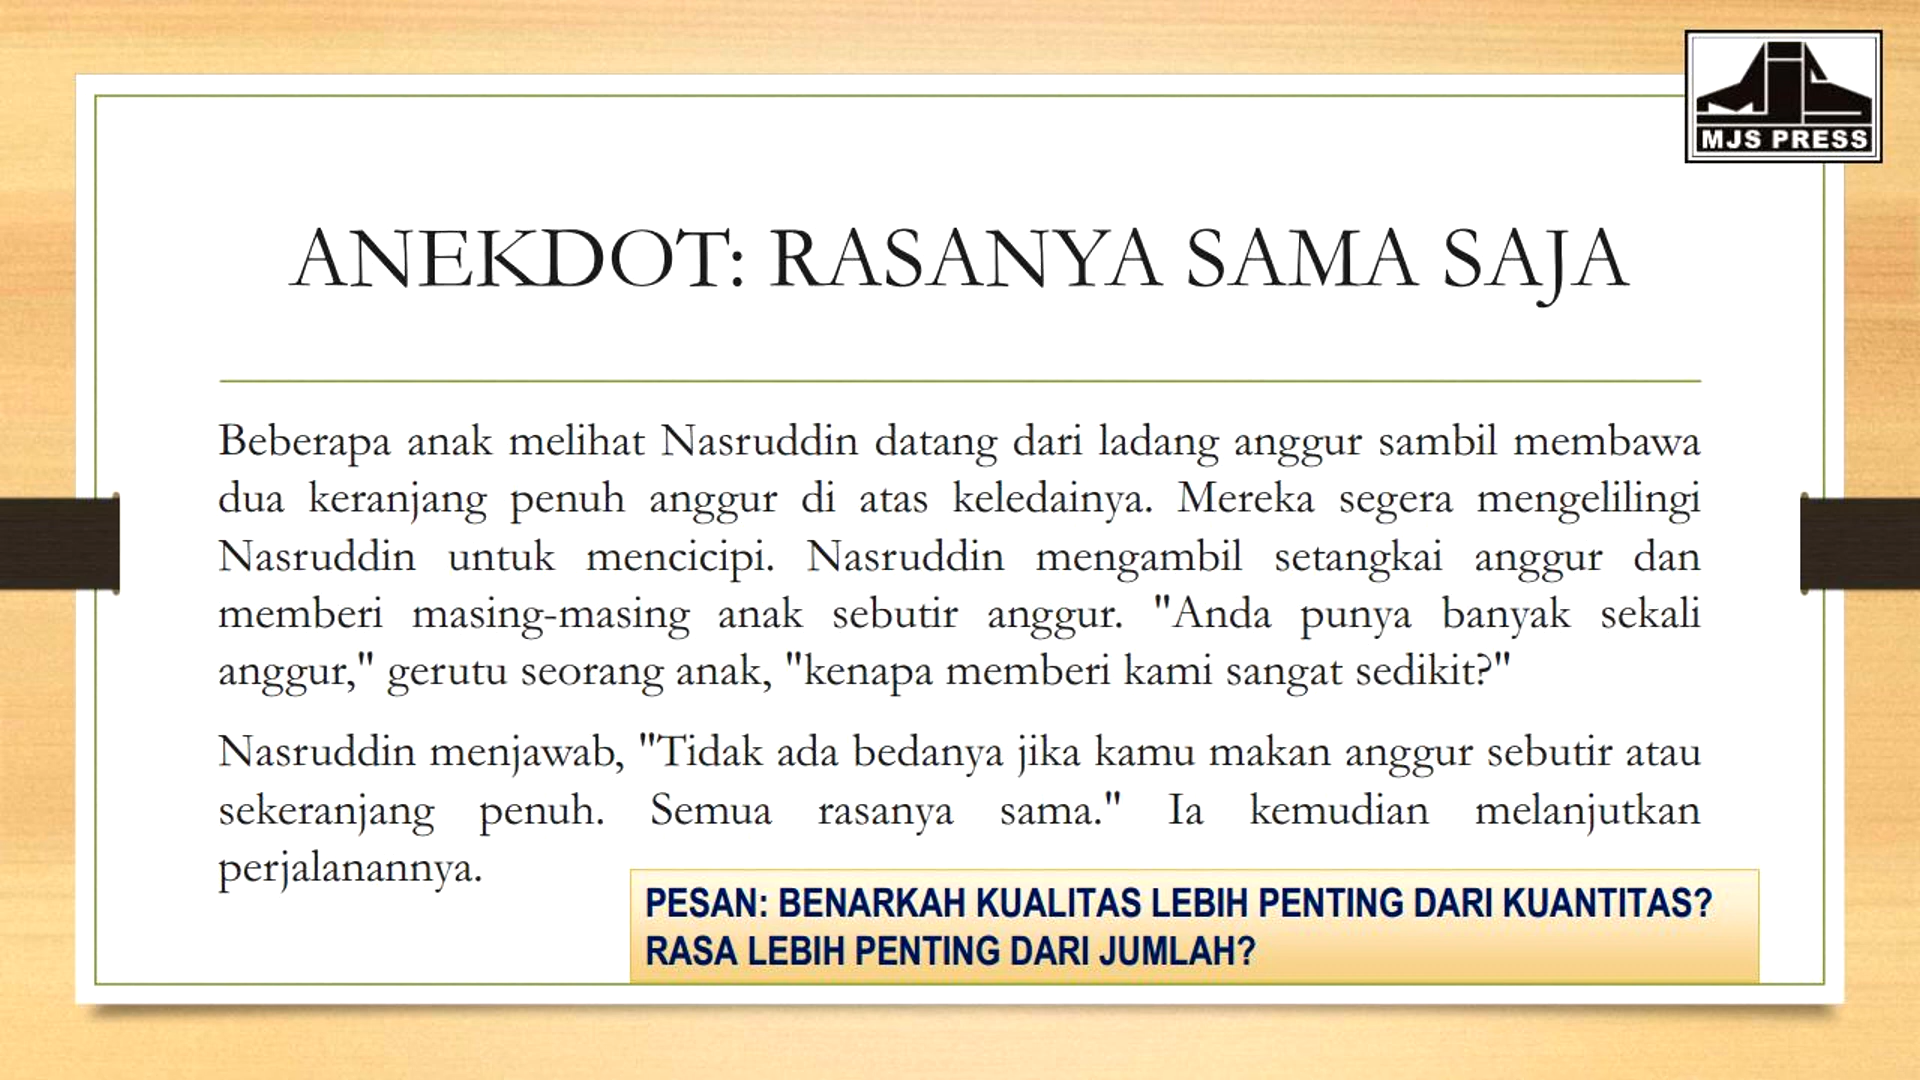 MJS PRESS
ANEKDOT: RASANYA SAMA SAJA
Beberapa anak melihat Nasruddin datang dari ladang anggur sambil membawa
dua keranjang penuh anggur di atas keledainya. Mereka segera mengelilingi
Nasruddin untuk mencicipi. Nasruddin mengambil setangkai anggur dan
memberi masing-masing anak sebutir anggur. "Anda punya banyak sekali
anggur," gerutu seorang anak, "kenapa memberi kami sangat sedikit?"
Nasruddin menjawab, "Tidak ada bedanya jika kamu makan anggur sebutir atau
sekeranjang penuh. Semua rasanya sama." Ia kemudian melanjutkan
perjalanannya.
PESAN: BENARKAH KUALITAS LEBIH PENTING DARI KUANTITAS?
RASA LEBIH PENTING DARI JUMLAH?